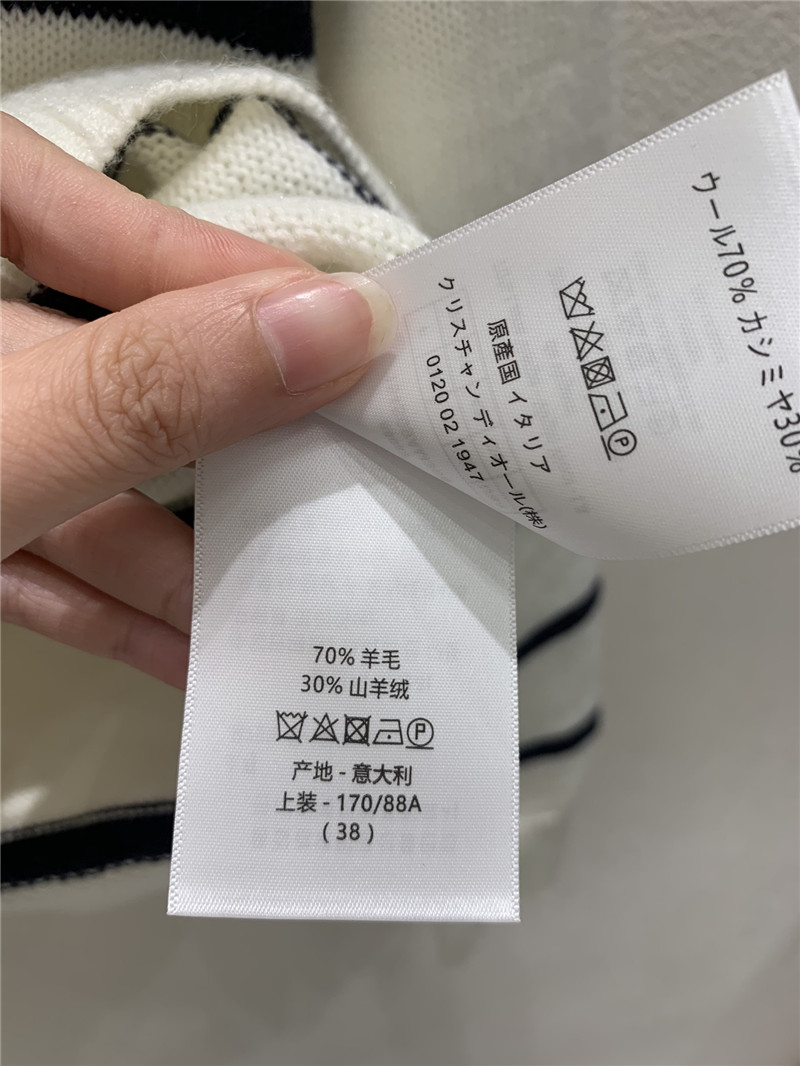 ウール70% カシミヤ30%
原産国 イタリア
クリスチャン ディオール(株)
0120 02 1947
70% 羊毛
30% 山羊绒
P
产地 - 意大利
上装 - 170/88A
( 38 )